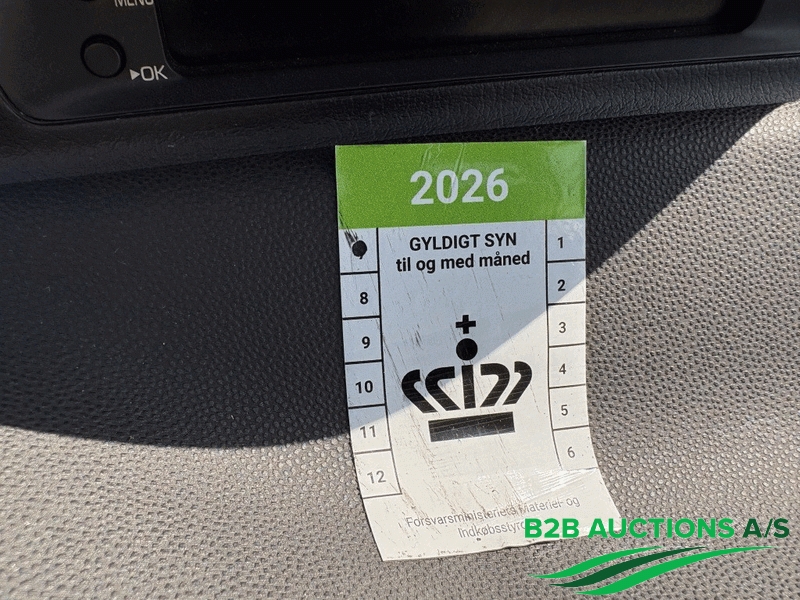 MENU
▶OK
2026
GYLDIGT SYN
til og med måned
1
8
2
9
3
10
4
11
5
12
6
Forsvarsministeriets Materiel- og
B2B AUCTIONS A/S